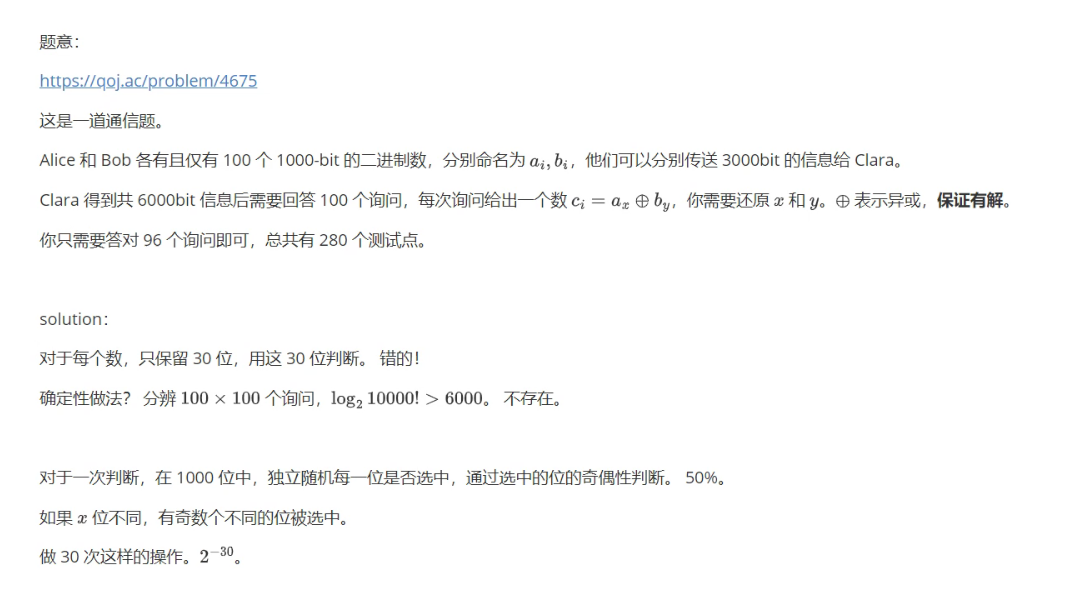 题意：
https://qoj.ac/problem/4675
这是一道通信题。
Alice 和 Bob 各有且仅有 100 个 1000-bit 的二进制数，分别命名为 $a_i, b_i$，他们可以分别传送 3000bit 的信息给 Clara。
Clara 得到共 6000bit 信息后需要回答 100 个询问，每次询问给出一个数 $c_i = a_x \oplus b_y$，你需要还原 $x$ 和 $y$。$\oplus$ 表示异或，保证有解。
你只需要答对 96 个询问即可，总共有 280 个测试点。
solution：
对于每个数，只保留 30 位，用这 30 位判断。 错的！
确定性做法？ 分辨 $100 \times 100$ 个询问，$\log_2 10000! > 6000$。 不存在。
对于一次判断，在 1000 位中，独立随机每一位是否选中，通过选中的位的奇偶性判断。 50%。
如果 $x$ 位不同，有奇数个不同的位被选中。
做 30 次这样的操作。$2^{-30}$。